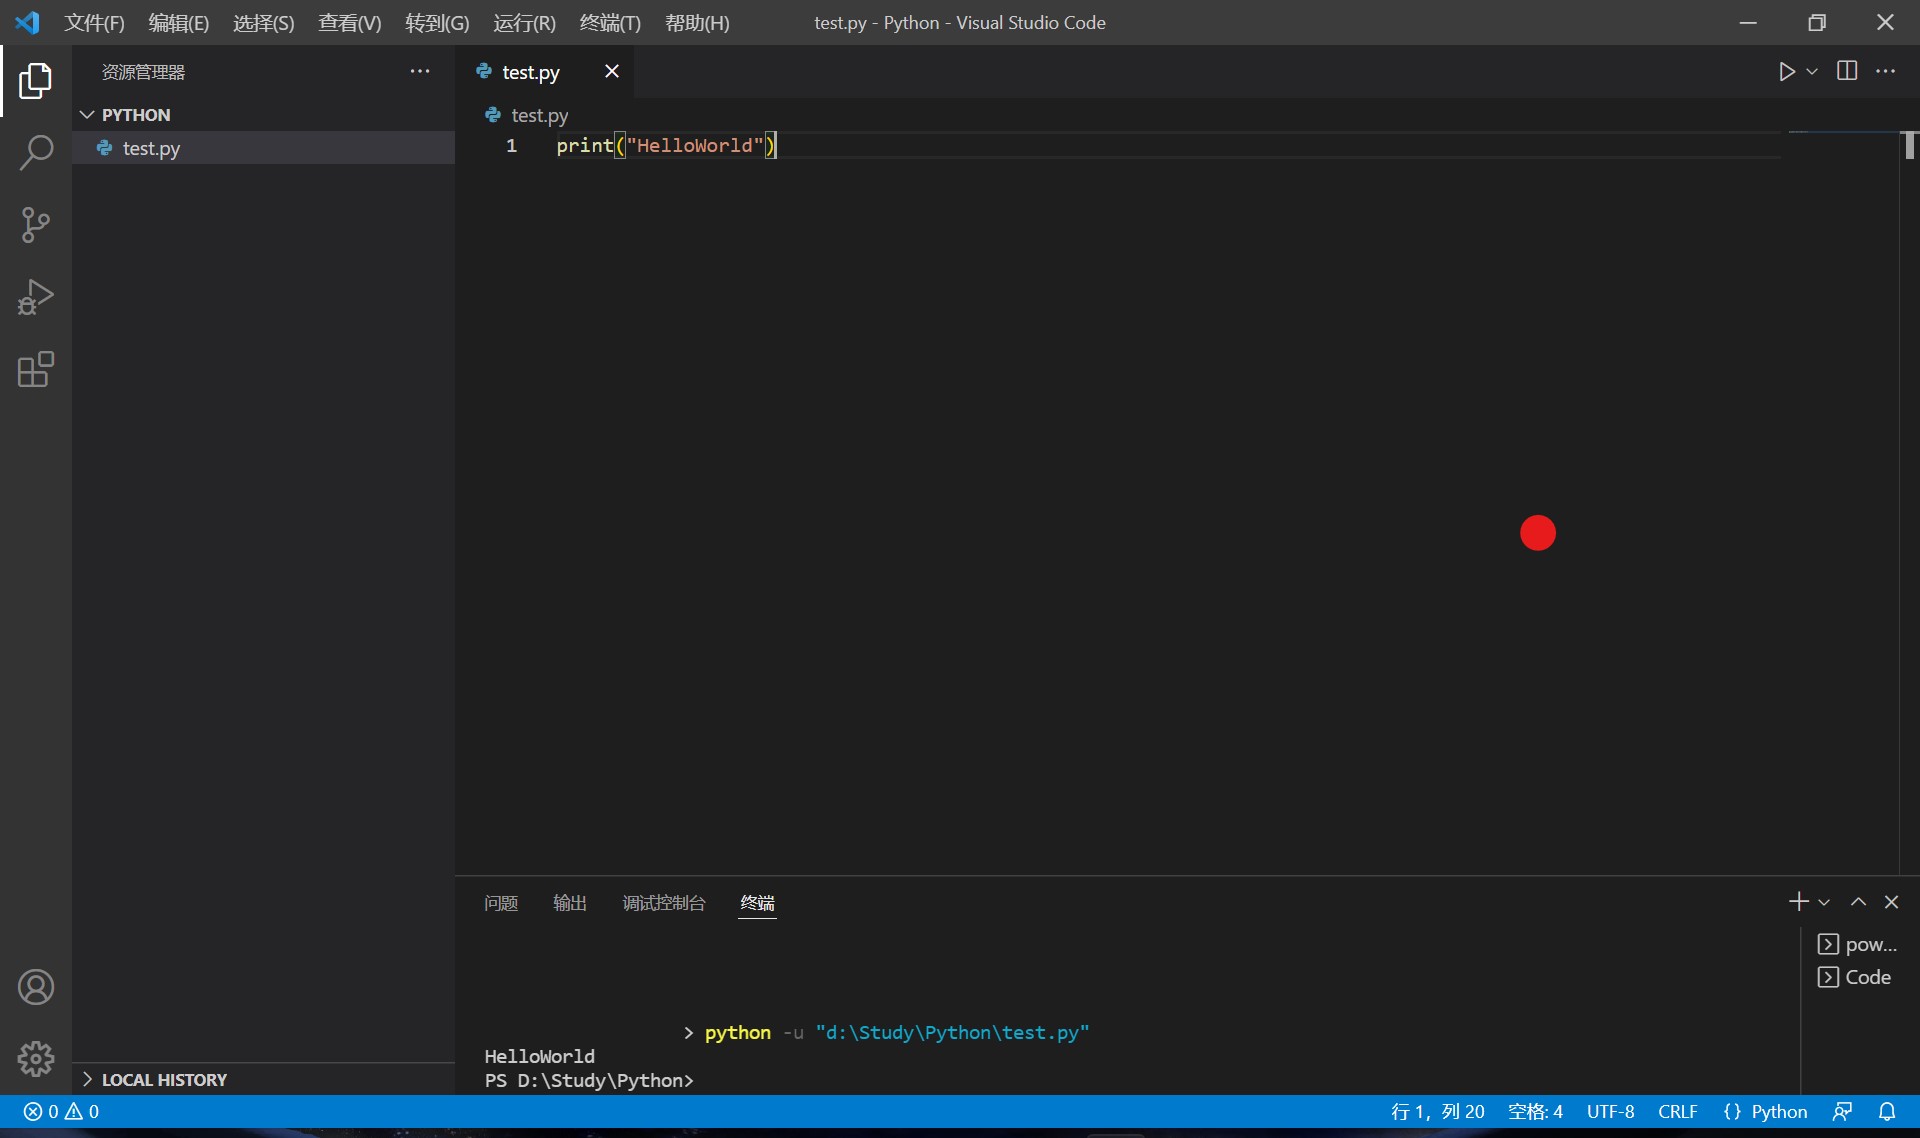 文件(F) 编辑(E) 选择(S) 查看(V) 转到(G) 运行(R) 终端(T) 帮助(H) test.py - Python - Visual Studio Code
资源管理器
PYTHON
test.py
LOCAL HISTORY
test.py
test.py
1 print("HelloWorld")
问题 输出 调试控制台 终端
> python -u "d:\Study\Python\test.py"
HelloWorld
PS D:\Study\Python>
pow...
Code
0 0 行 1，列 20 空格: 4 UTF-8 CRLF {} Python